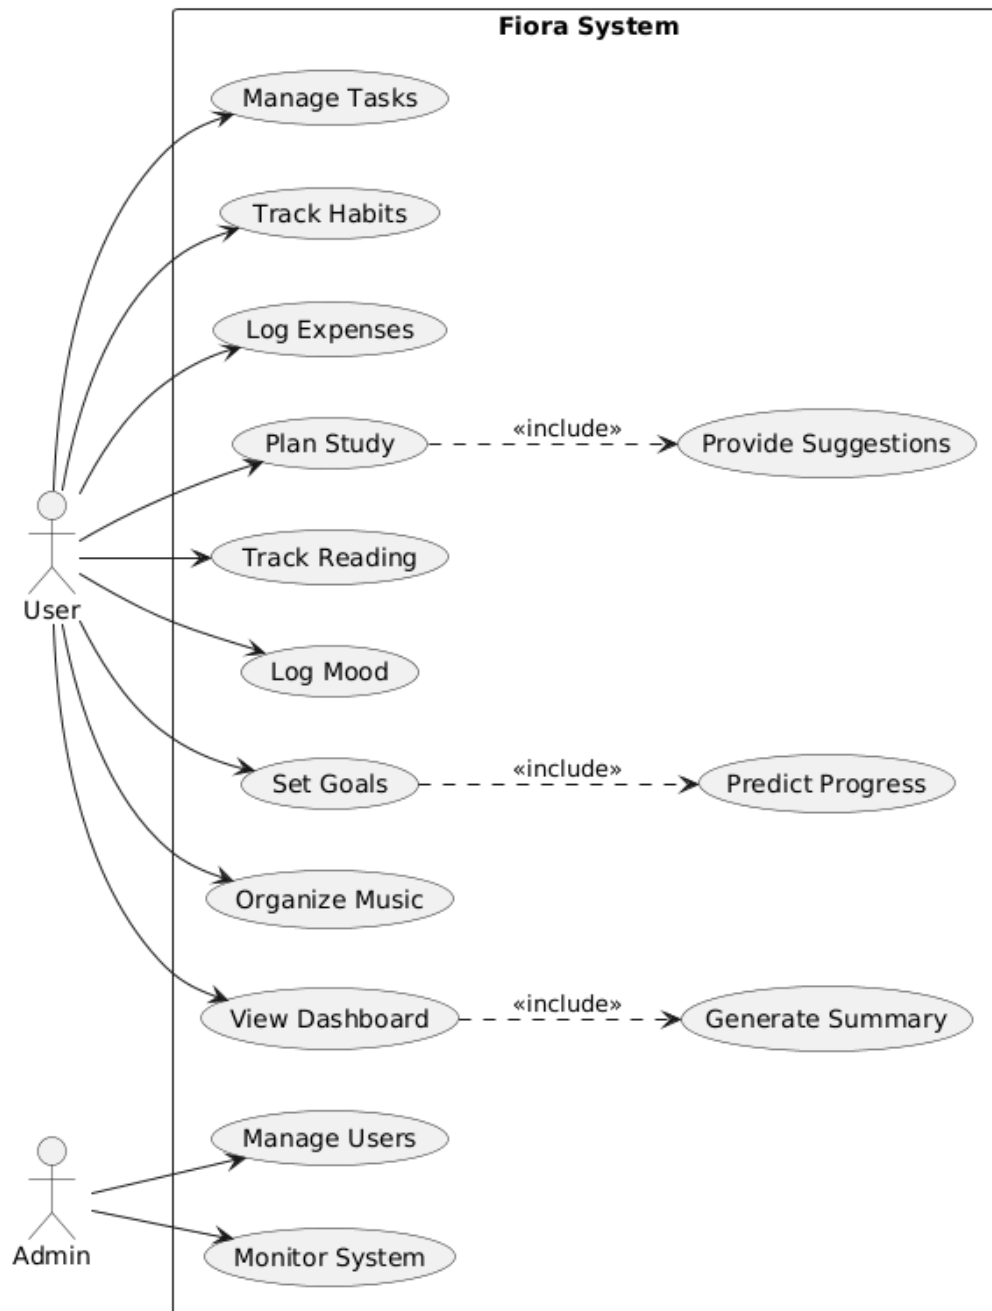 Fiora System
Manage Tasks
Track Habits
Log Expenses
Plan Study
«include»
Provide Suggestions
Track Reading
User
Log Mood
Set Goals
«include»
Predict Progress
Organize Music
View Dashboard
«include»
Generate Summary
Manage Users
Admin
Monitor System